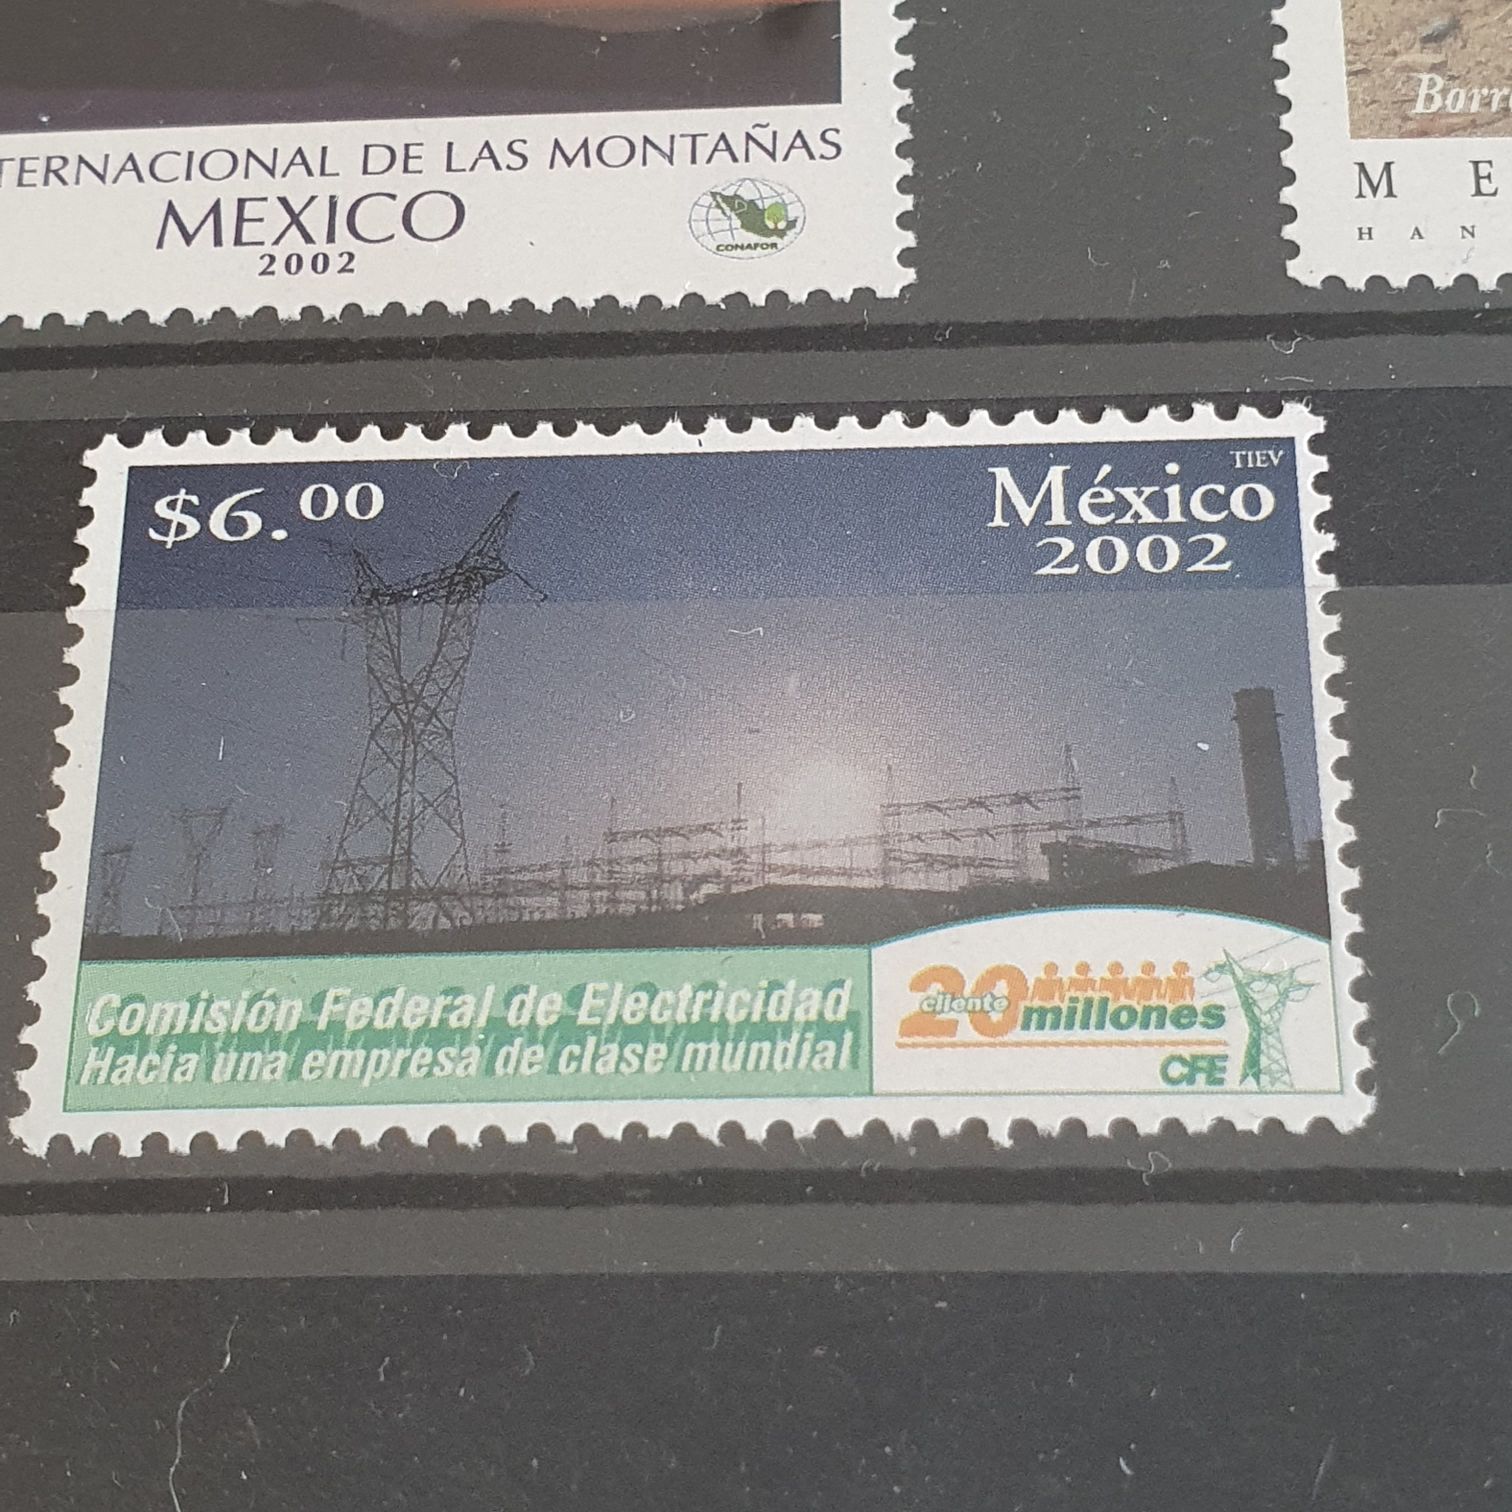 TERNACIONAL DE LAS MONTAÑAS
MEXICO
2002
CONAFOR
Borr
M E
H A N
$6.00
TIEV
México
2002
Comisión Federal de Electricidad
Hacia una empresa de clase mundial
20 millones
cliente
CFE